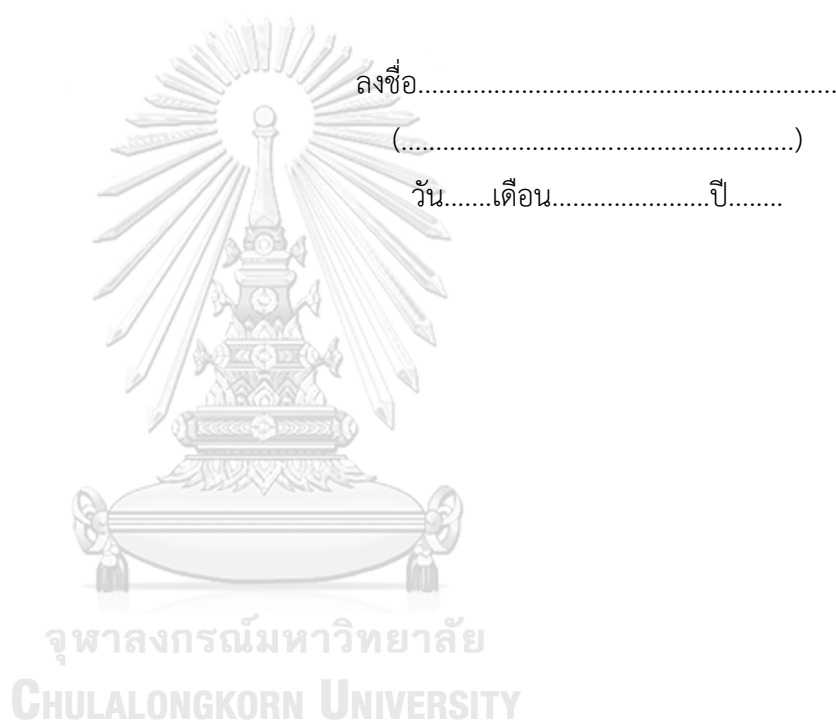 ลงชื่อ.............................................................
(.........................................................)
วัน.......เดือน.......................ปี........
จุฬาลงกรณ์มหาวิทยาลัย
CHULALONGKORN UNIVERSITY